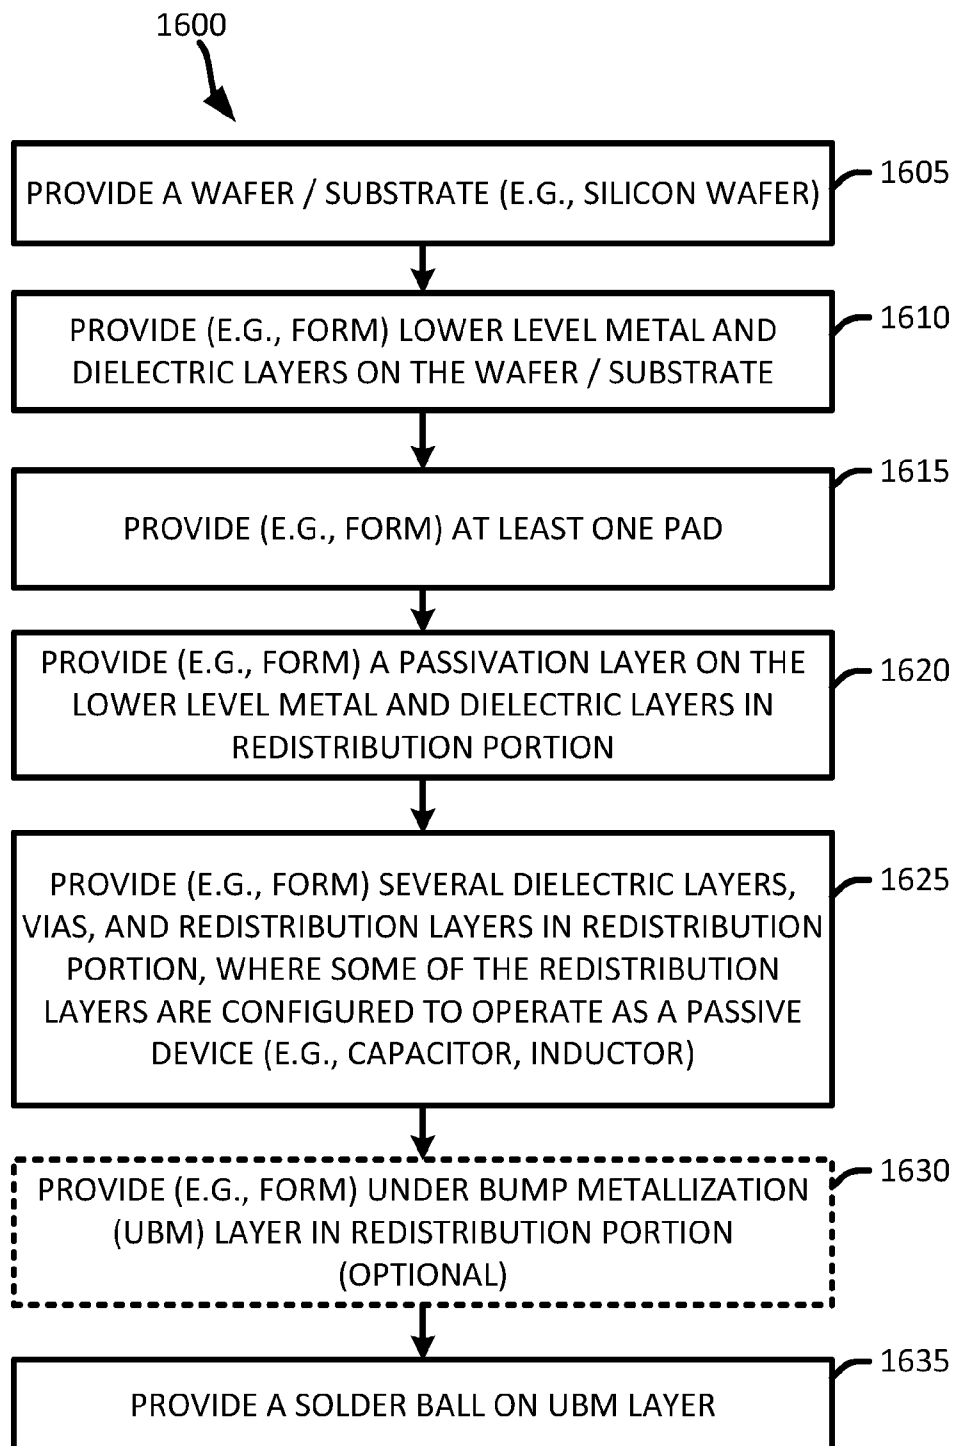 1600
PROVIDE A WAFER / SUBSTRATE (E.G., SILICON WAFER)
1605
PROVIDE (E.G., FORM) LOWER LEVEL METAL AND
DIELECTRIC LAYERS ON THE WAFER / SUBSTRATE
1610
PROVIDE (E.G., FORM) AT LEAST ONE PAD
1615
PROVIDE (E.G., FORM) A PASSIVATION LAYER ON THE
LOWER LEVEL METAL AND DIELECTRIC LAYERS IN
REDISTRIBUTION PORTION
1620
PROVIDE (E.G., FORM) SEVERAL DIELECTRIC LAYERS,
VIAS, AND REDISTRIBUTION LAYERS IN REDISTRIBUTION
PORTION, WHERE SOME OF THE REDISTRIBUTION
LAYERS ARE CONFIGURED TO OPERATE AS A PASSIVE
DEVICE (E.G., CAPACITOR, INDUCTOR)
1625
PROVIDE (E.G., FORM) UNDER BUMP METALLIZATION
(UBM) LAYER IN REDISTRIBUTION PORTION
(OPTIONAL)
1630
PROVIDE A SOLDER BALL ON UBM LAYER
1635